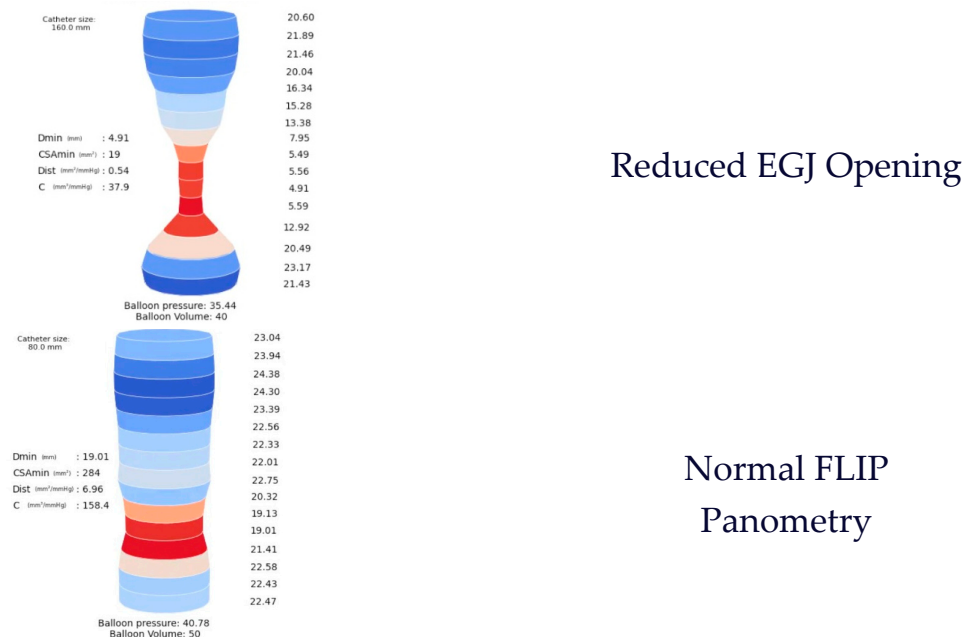 Catheter size:
160.0 mm
20.60
21.89
21.46
20.04
16.34
15.28
13.38
7.95
5.49
5.56
4.91
5.59
12.92
20.49
23.17
21.43
Dmin (mm) : 4.91
CSAmin (mm²) : 19
Dist (mm²/mmHg) : 0.54
C (mm³/mmHg) : 37.9
Balloon pressure: 35.44
Balloon Volume: 40
Reduced EGJ Opening
Catheter size:
80.0 mm
23.04
23.94
24.38
24.30
23.39
22.56
22.33
22.01
22.75
20.32
19.13
19.01
21.41
22.58
22.43
22.47
Dmin (mm) : 19.01
CSAmin (mm²) : 284
Dist (mm²/mmHg) : 6.96
C (mm³/mmHg) : 158.4
Balloon pressure: 40.78
Balloon Volume: 50
Normal FLIP
Panometry